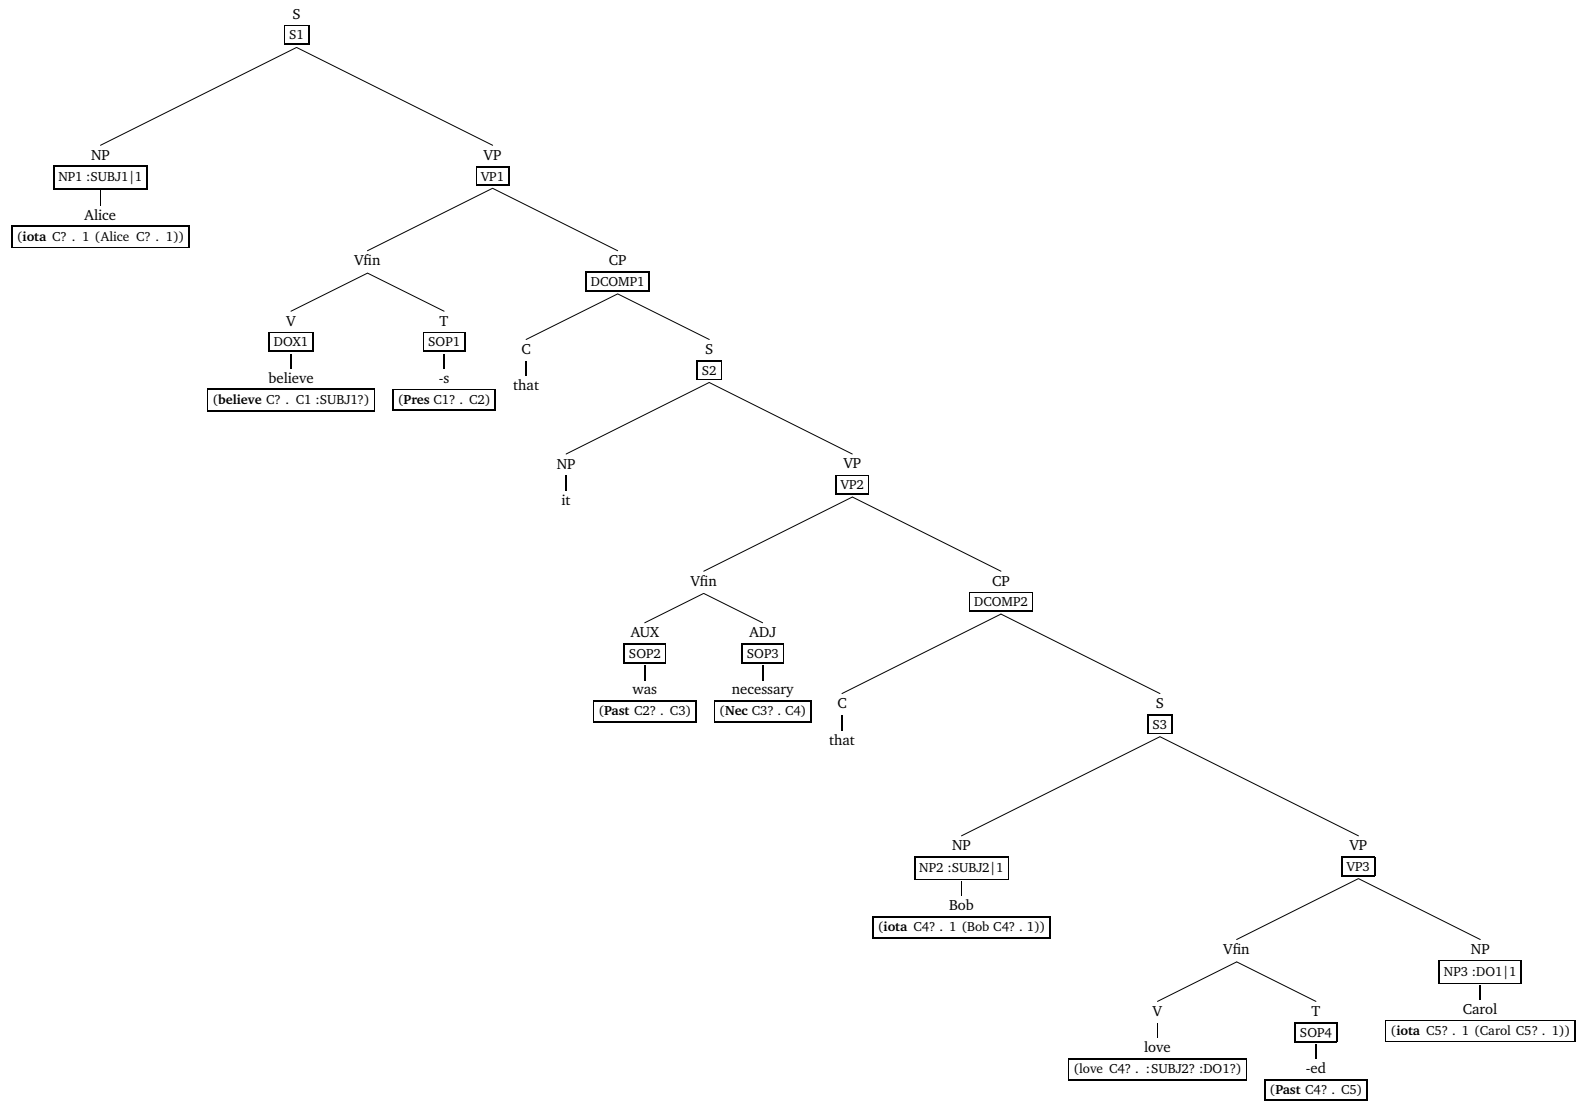 S
S1
NP
VP
NP1 :SUBJ1|1
VP1
Alice
(iota C? . 1 (Alice C? . 1))
Vfin
CP
DCOMP1
V
T
DOX1
SOP1
believe
-s
(believe C? . C1 :SUBJ1?)
(Pres C1? . C2)
C
S
that
S2
NP
VP
it
VP2
Vfin
CP
DCOMP2
AUX
ADJ
SOP2
SOP3
was
necessary
(Past C2? . C3)
(Nec C3? . C4)
C
S
that
S3
NP
VP
NP2 :SUBJ2|1
VP3
Bob
(iota C4? . 1 (Bob C4? . 1))
Vfin
NP
NP3 :DO1|1
V
T
Carol
SOP4
(iota C5? . 1 (Carol C5? . 1))
love
-ed
(love C4? . :SUBJ2? :DO1?)
(Past C4? . C5)